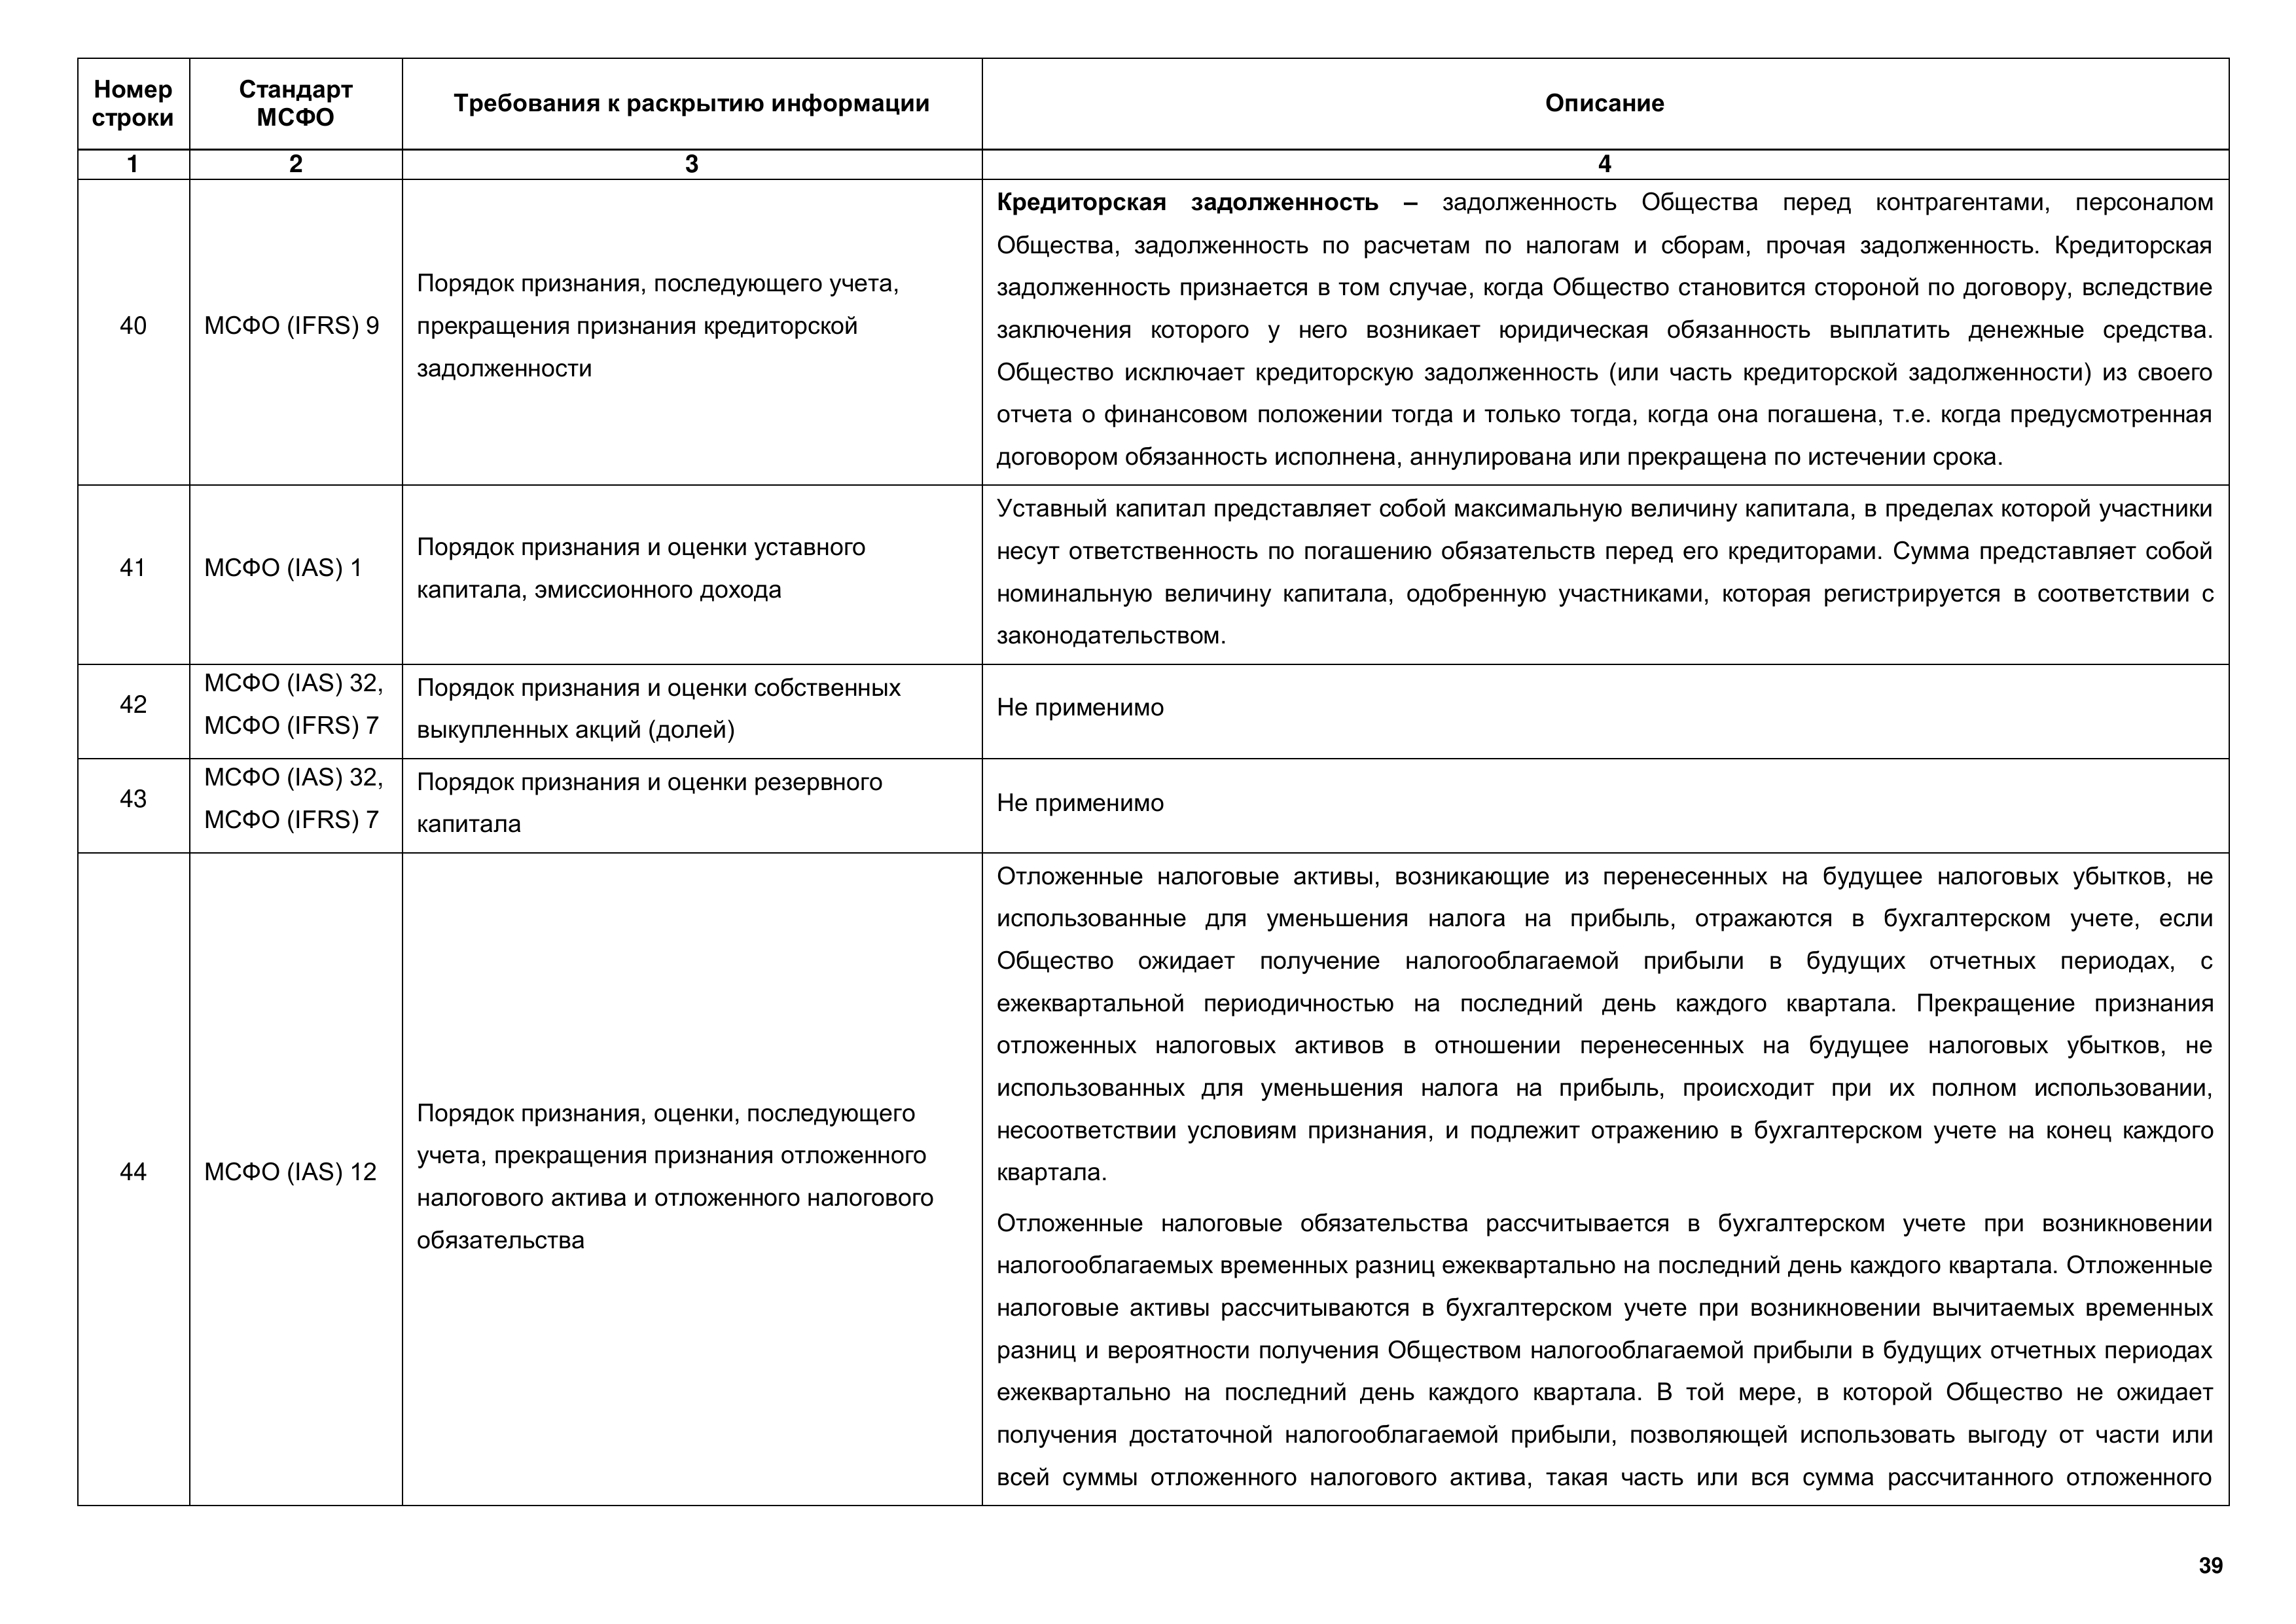 Номер строки
Стандарт МСФО
Требования к раскрытию информации
Описание
1
2
3
4
40
МСФО (IFRS) 9
Порядок признания, последующего учета,
прекращения признания кредиторской
задолженности
Кредиторская задолженность – задолженность Общества перед контрагентами, персоналом
Общества, задолженность по расчетам по налогам и сборам, прочая задолженность. Кредиторская
задолженность признается в том случае, когда Общество становится стороной по договору, вследствие
заключения которого у него возникает юридическая обязанность выплатить денежные средства.
Общество исключает кредиторскую задолженность (или часть кредиторской задолженности) из своего
отчета о финансовом положении тогда и только тогда, когда она погашена, т.е. когда предусмотренная
договором обязанность исполнена, аннулирована или прекращена по истечении срока.
41
МСФО (IAS) 1
Порядок признания и оценки уставного
капитала, эмиссионного дохода
Уставный капитал представляет собой максимальную величину капитала, в пределах которой участники
несут ответственность по погашению обязательств перед его кредиторами. Сумма представляет собой
номинальную величину капитала, одобренную участниками, которая регистрируется в соответствии с
законодательством.
42
МСФО (IAS) 32,
МСФО (IFRS) 7
Порядок признания и оценки собственных
выкупленных акций (долей)
Не применимо
43
МСФО (IAS) 32,
МСФО (IFRS) 7
Порядок признания и оценки резервного
капитала
Не применимо
44
МСФО (IAS) 12
Порядок признания, оценки, последующего
учета, прекращения признания отложенного
налогового актива и отложенного налогового
обязательства
Отложенные налоговые активы, возникающие из перенесенных на будущее налоговых убытков, не
использованные для уменьшения налога на прибыль, отражаются в бухгалтерском учете, если
Общество ожидает получение налогооблагаемой прибыли в будущих отчетных периодах, с
ежеквартальной периодичностью на последний день каждого квартала. Прекращение признания
отложенных налоговых активов в отношении перенесенных на будущее налоговых убытков, не
использованных для уменьшения налога на прибыль, происходит при их полном использовании,
несоответствии условиям признания, и подлежит отражению в бухгалтерском учете на конец каждого
квартала.
Отложенные налоговые обязательства рассчитывается в бухгалтерском учете при возникновении
налогооблагаемых временных разниц ежеквартально на последний день каждого квартала. Отложенные
налоговые активы рассчитываются в бухгалтерском учете при возникновении вычитаемых временных
разниц и вероятности получения Обществом налогооблагаемой прибыли в будущих отчетных периодах
ежеквартально на последний день каждого квартала. В той мере, в которой Общество не ожидает
получения достаточной налогооблагаемой прибыли, позволяющей использовать выгоду от части или
всей суммы отложенного налогового актива, такая часть или вся сумма рассчитанного отложенного
39